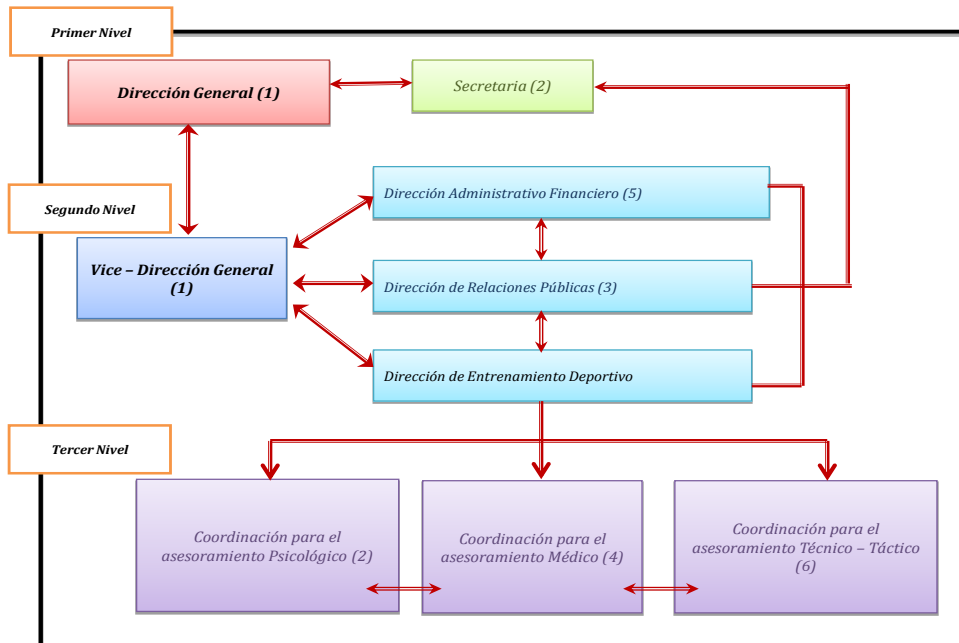 Primer Nivel
Dirección General (1)
Secretaria (2)
Dirección Administrativo Financiero (5)
Segundo Nivel
Vice – Dirección General
(1)
Dirección de Relaciones Públicas (3)
Dirección de Entrenamiento Deportivo
Tercer Nivel
Coordinación para el
asesoramiento Psicológico (2)
Coordinación para el
asesoramiento Médico (4)
Coordinación para el
asesoramiento Técnico – Táctico
(6)